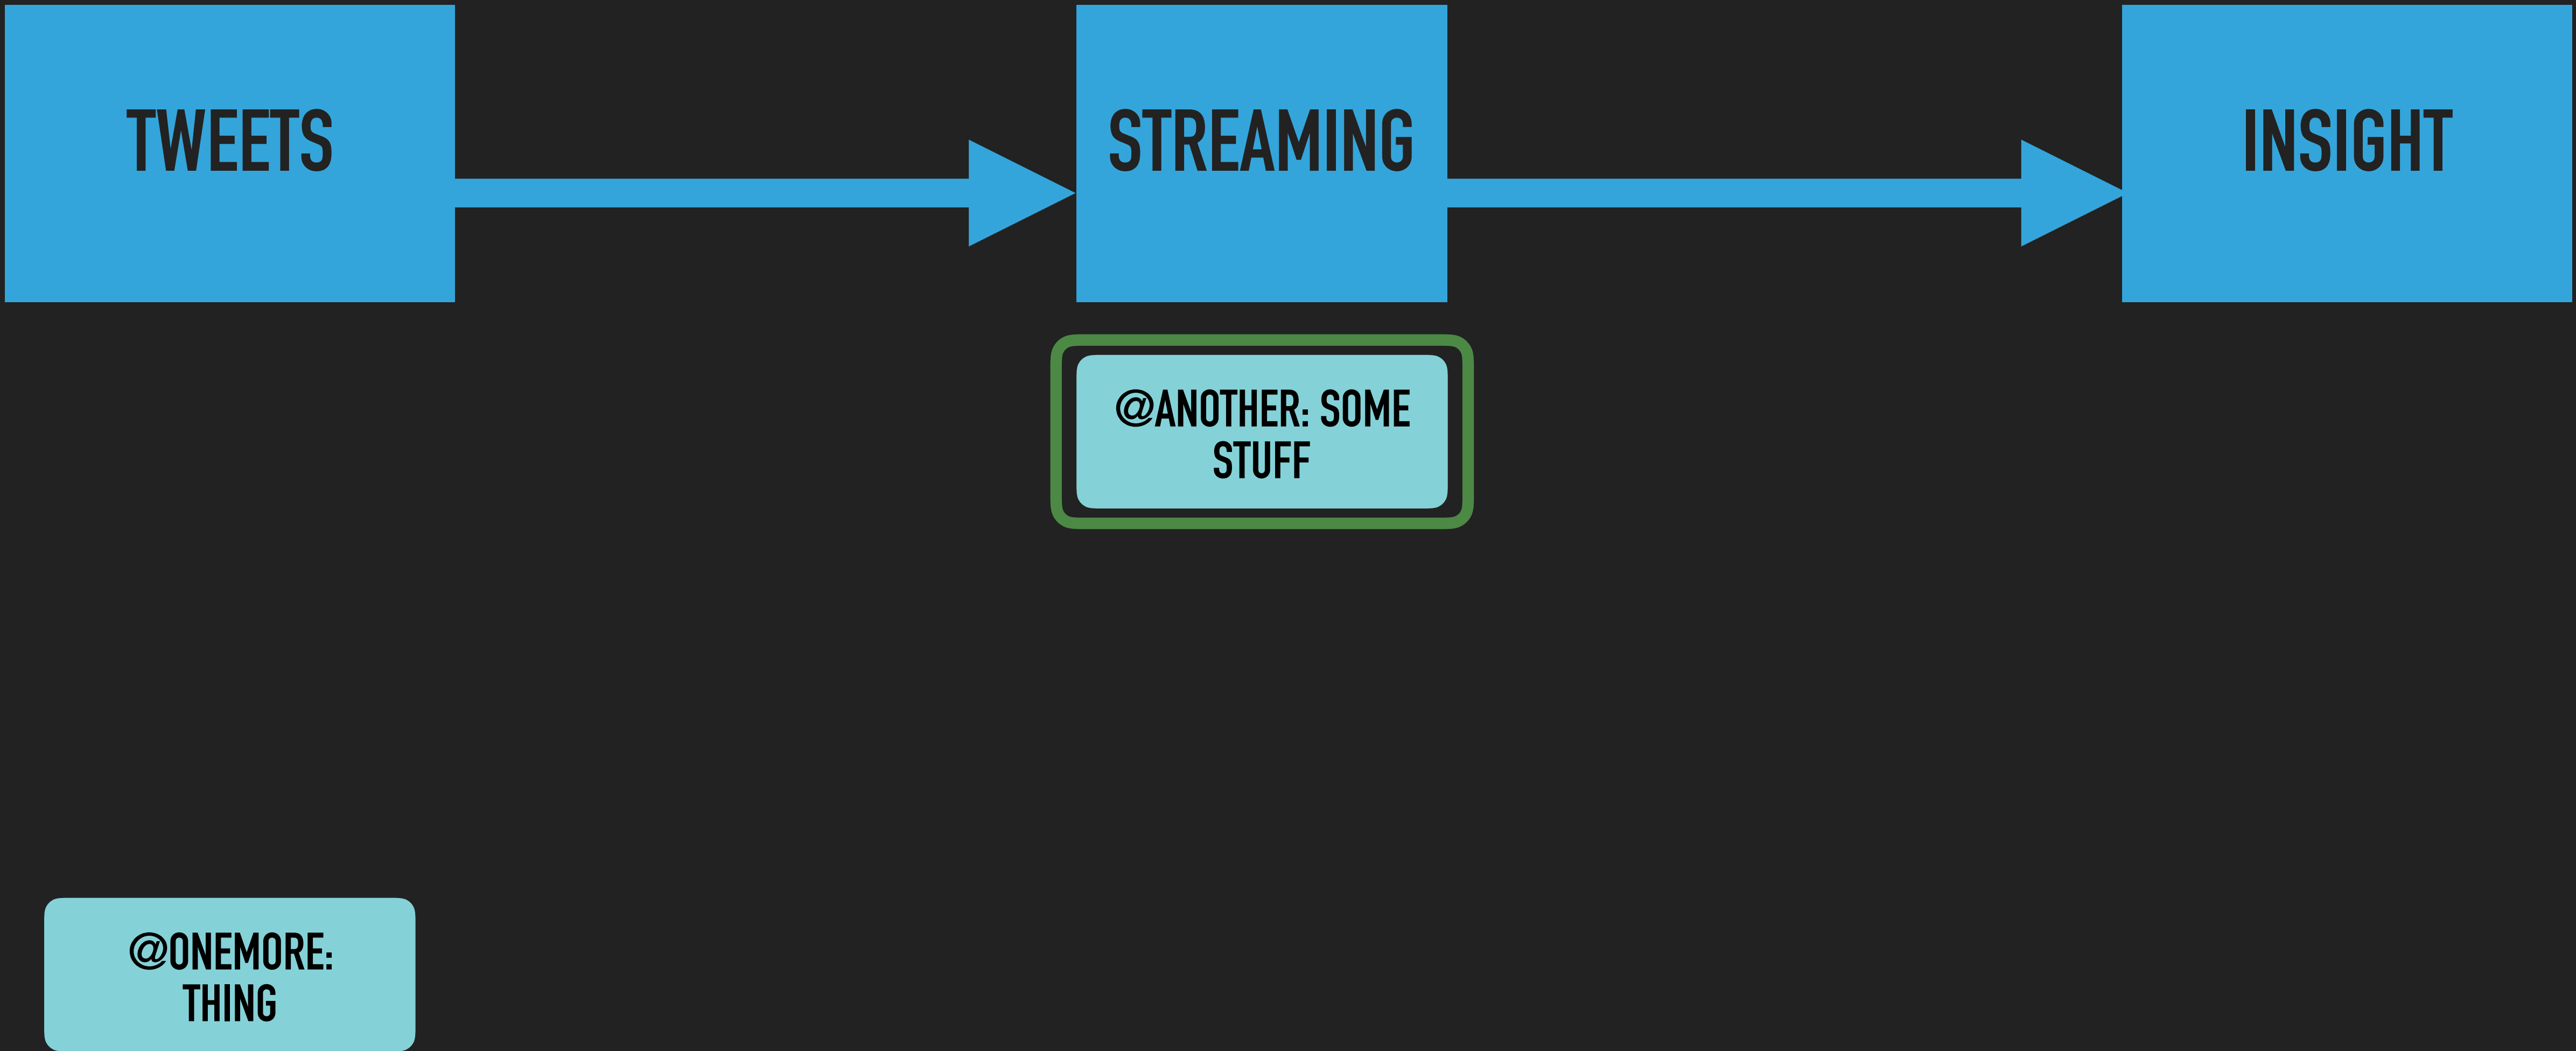 TWEETS
STREAMING
INSIGHT
@ANOTHER: SOME
STUFF
@ONEMORE:
THING